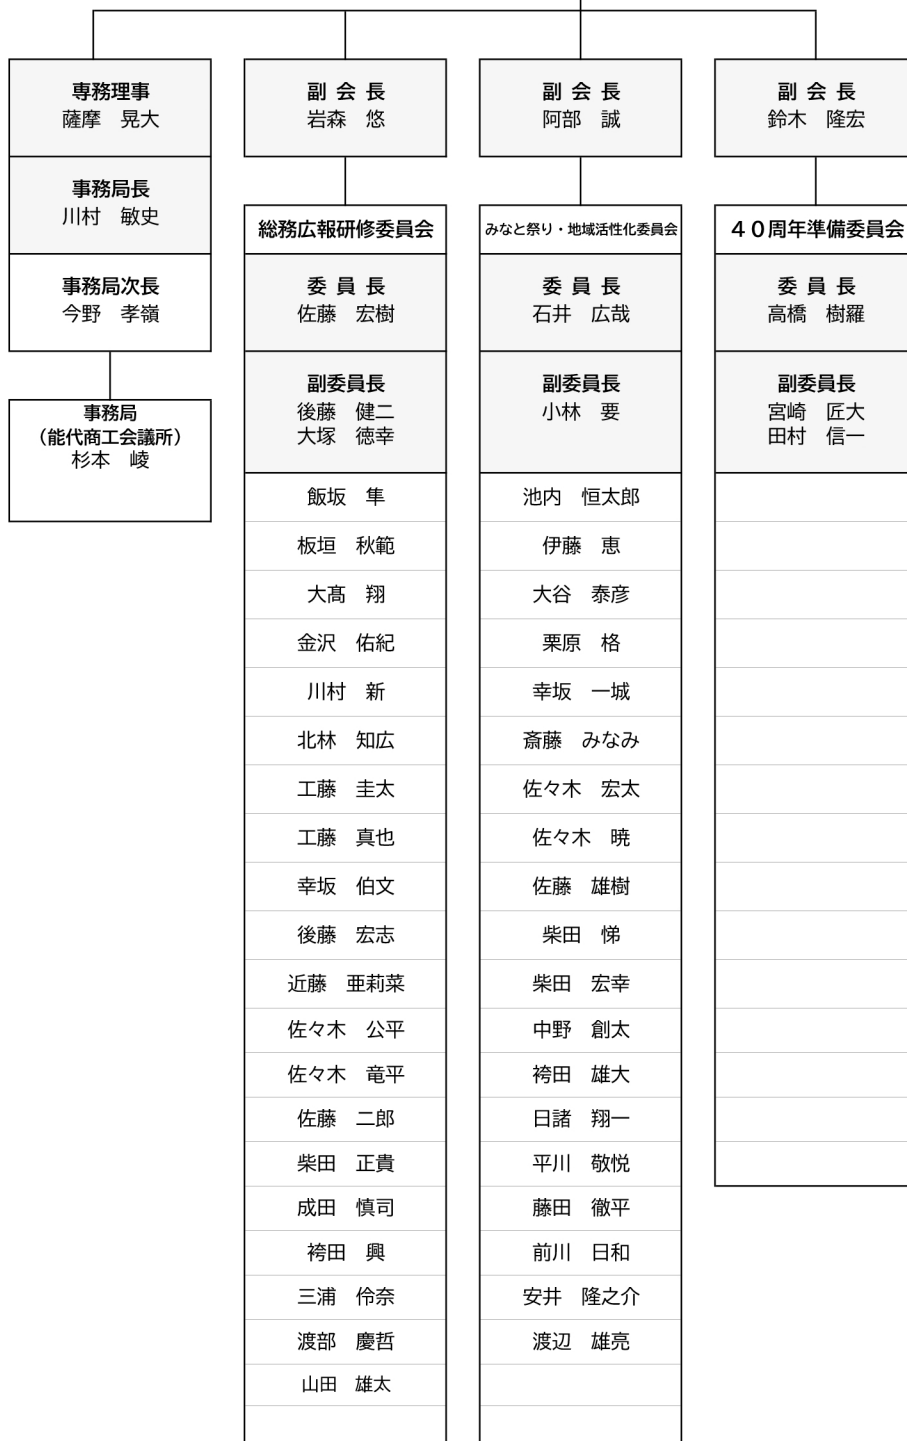 専務理事
薩摩　晃大
事務局長
川村　敏史
事務局次長
今野　孝嶺
事務局
（能代商工会議所）
杉本　崚
副 会 長
岩森　悠
総務広報研修委員会
委 員 長
佐藤　宏樹
副委員長
後藤　健二
大塚　徳幸
飯坂　隼
板垣　秋範
大髙　翔
金沢　佑紀
川村　新
北林　知広
工藤　圭太
工藤　真也
幸坂　伯文
後藤　宏志
近藤　亜莉菜
佐々木　公平
佐々木　竜平
佐藤　二郎
柴田　正貴
成田　慎司
袴田　興
三浦　伶奈
渡部　慶哲
山田　雄太
副 会 長
阿部　誠
みなと祭り・地域活性化委員会
委 員 長
石井　広哉
副委員長
小林　要
池内　恒太郎
伊藤　恵
大谷　泰彦
栗原　格
幸坂　一城
斎藤　みなみ
佐々木　宏太
佐々木　暁
佐藤　雄樹
柴田　悌
柴田　宏幸
中野　創太
袴田　雄大
日諸　翔一
平川　敬悦
藤田　徹平
前川　日和
安井　隆之介
渡辺　雄亮
副 会 長
鈴木　隆宏
４０周年準備委員会
委 員 長
高橋　樹羅
副委員長
宮崎　匠大
田村　信一